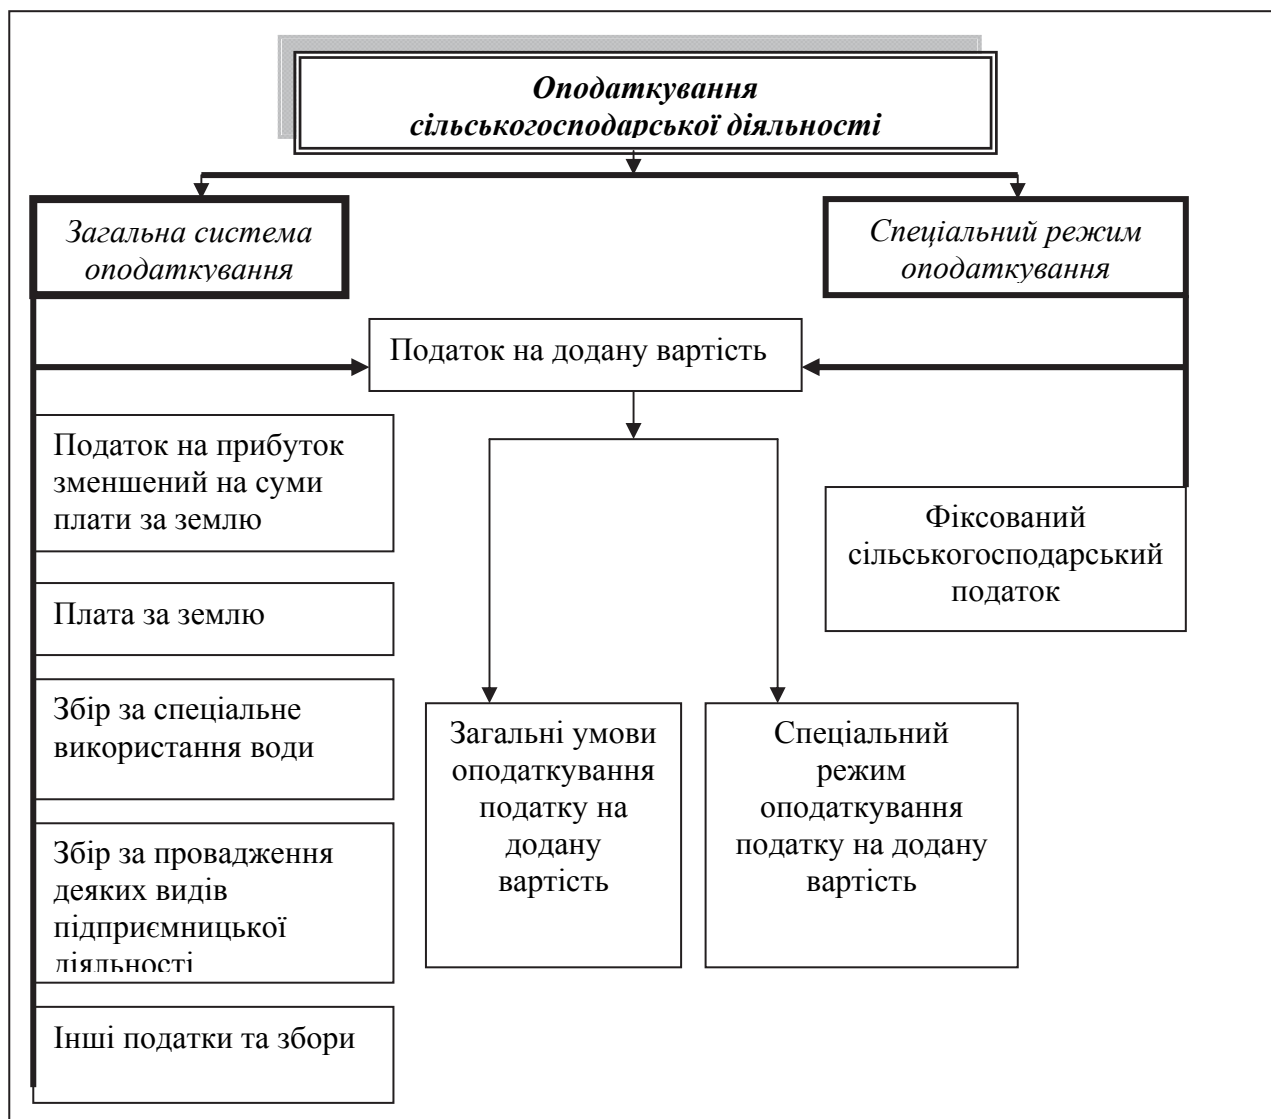 Оподаткування
сільськогосподарської діяльності
Загальна система
оподаткування
Спеціальний режим
оподаткування
Податок на додану вартість
Податок на прибуток
зменшений на суми
плати за землю
Плата за землю
Збір за спеціальне
використання води
Збір за провадження
деяких видів
підприємницької
діяльності
Інші податки та збори
Загальні умови
оподаткування
податку на
додану
вартість
Спеціальний
режим
оподаткування
податку на додану
вартість
Фіксований
сільськогосподарський
податок